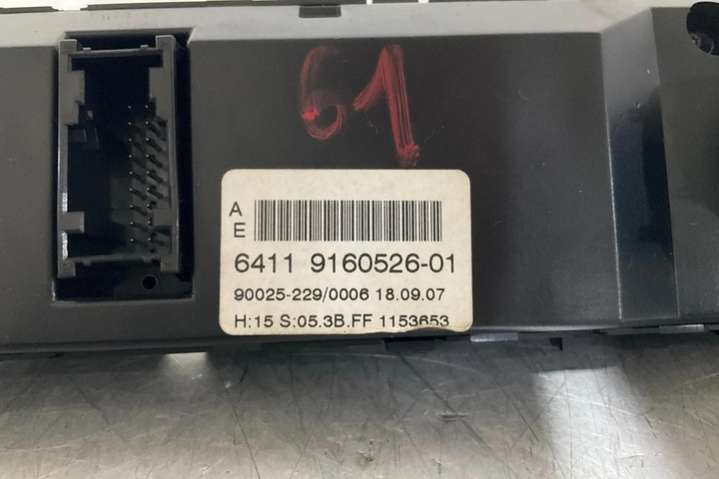 61
A
E
6411 9160526-01
90025-229/0006 18.09.07
H:15 S:05.3B.FF 1153653